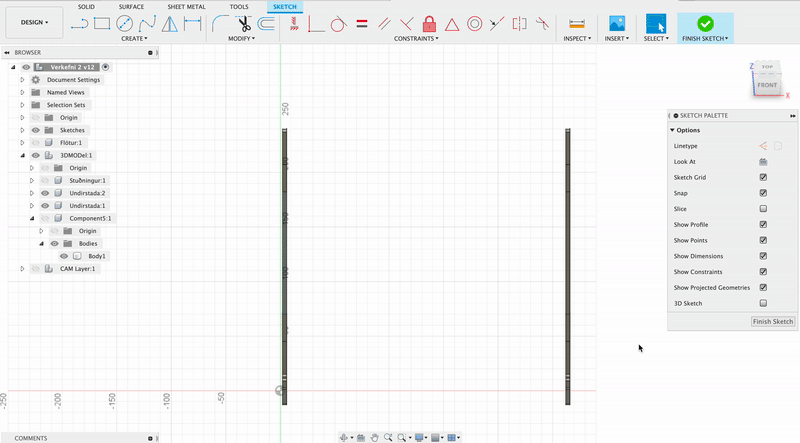 SOLID SURFACE SHEET METAL TOOLS SKETCH
DESIGN
CREATE MODIFY CONSTRAINTS INSPECT INSERT SELECT FINISH SKETCH
BROWSER
Verkefni 2 v12
Document Settings
Named Views
Selection Sets
Origin
Sketches
Flötur:1
3DMODel:1
Origin
Stuðningur:1
Undirstada:2
Undirstada:1
Component5:1
Origin
Bodies
Body1
CAM Layer:1
250
200
150
100
-50
-100
-150
-200
-250
Z
TOP
FRONT
X
SKETCH PALETTE
Options
Linetype
Look At
Sketch Grid
Snap
Slice
Show Profile
Show Points
Show Dimensions
Show Constraints
Show Projected Geometries
3D Sketch
Finish Sketch
COMMENTS